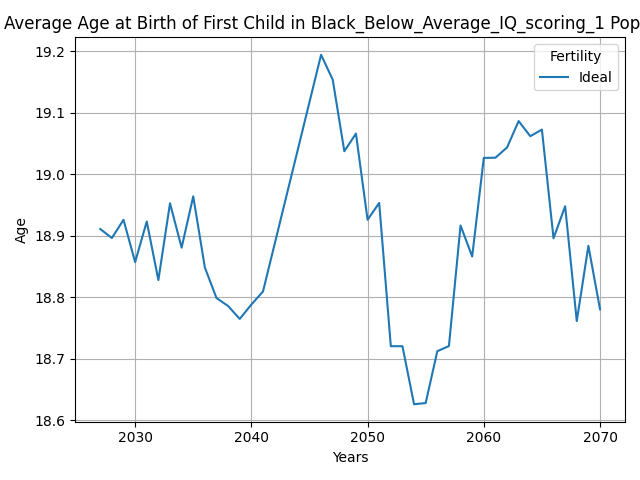 Average Age at Birth of First Child in Black_Below_Average_IQ_scoring_1 Pop
19.2
Fertility
Ideal
19.1
19.0
Age
18.9
18.8
18.7
18.6
2030 2040 2050 2060 2070
Years